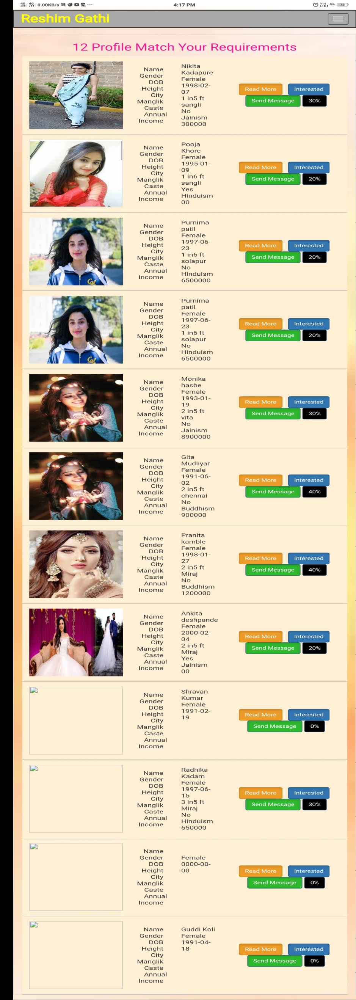 4G 4G 0.00KB/s ... 4:17 PM Voo) LTE1 4G 73
Reshim Gathi
12 Profile Match Your Requirements
Name
Gender
DOB
Height
City
Manglik
Caste
Annual
Income
Nikita
Kadapure
Female
1998-02-
07
1 in5 ft
sangli
No
Jainism
300000
Read More Interested
Send Message 30%
Name
Gender
DOB
Height
City
Manglik
Caste
Annual
Income
Pooja
Khore
Female
1995-01-
09
1 in6 ft
sangli
Yes
Hinduism
00
Read More Interested
Send Message 20%
Name
Gender
DOB
Height
City
Manglik
Caste
Annual
Income
Purnima
patil
Female
1997-06-
23
1 in6 ft
solapur
No
Hinduism
6500000
Read More Interested
Send Message 20%
Cal
Name
Gender
DOB
Height
City
Manglik
Caste
Annual
Income
Purnima
patil
Female
1997-06-
23
1 in6 ft
solapur
No
Hinduism
6500000
Read More Interested
Send Message 20%
Cal
Name
Gender
DOB
Height
City
Manglik
Caste
Annual
Income
Monika
hasbe
Female
1993-01-
19
2 in5 ft
vita
No
Jainism
8900000
Read More Interested
Send Message 30%
Name
Gender
DOB
Height
City
Manglik
Caste
Annual
Income
Gita
Mudliyar
Female
1991-06-
02
2 in5 ft
chennai
No
Buddhism
900000
Read More Interested
Send Message 40%
Name
Gender
DOB
Height
City
Manglik
Caste
Annual
Income
Pranita
kamble
Female
1998-01-
27
2 in5 ft
Miraj
No
Buddhism
1200000
Read More Interested
Send Message 40%
Name
Gender
DOB
Height
City
Manglik
Caste
Annual
Income
Ankita
deshpande
Female
2000-02-
04
2 in5 ft
Miraj
Yes
Jainism
00
Read More Interested
Send Message 20%
Name
Gender
DOB
Height
City
Manglik
Caste
Annual
Income
Shravan
Kumar
Female
1991-02-
19
Read More Interested
Send Message 0%
Name
Gender
DOB
Height
City
Manglik
Caste
Annual
Income
Radhika
Kadam
Female
1997-06-
15
3 in5 ft
Miraj
No
Hinduism
650000
Read More Interested
Send Message 30%
Name
Gender
DOB
Height
City
Manglik
Caste
Annual
Income
Female
0000-00-
00
Read More Interested
Send Message 0%
Name
Gender
DOB
Height
City
Manglik
Caste
Annual
Income
Guddi Koli
Female
1991-04-
18
Read More Interested
Send Message 0%